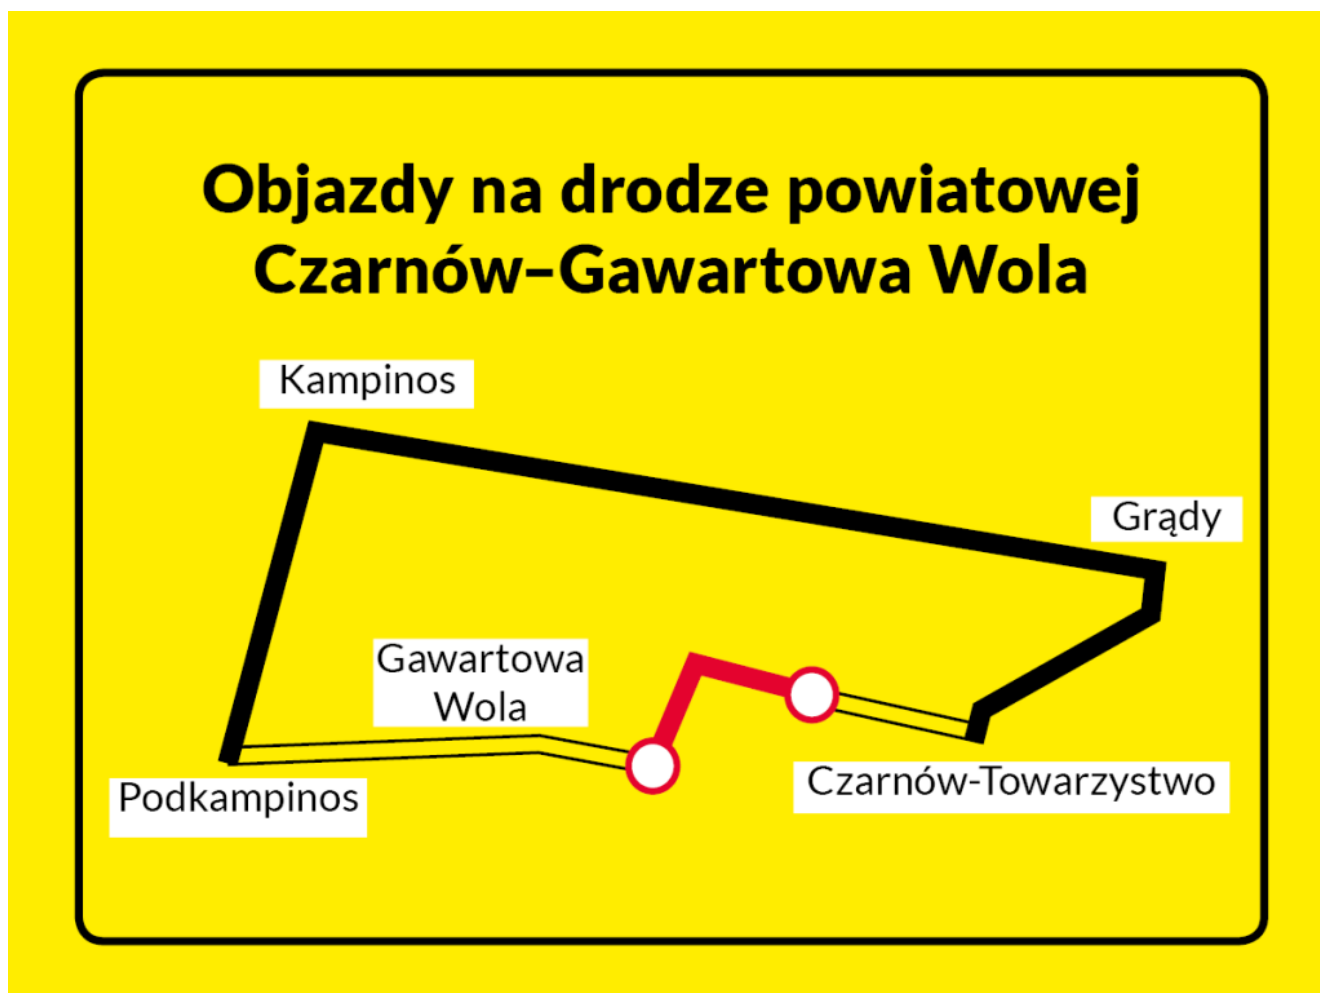 Objazdy na drodze powiatowej
Czarnów–Gawartowa Wola
Kampinos
Grądy
Gawartowa
Wola
Podkampinos
Czarnów-Towarzystwo